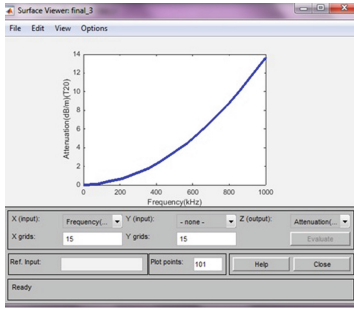 Surface Viewer: final_3
File Edit View Options
14
12
10
8
6
4
2
0
Attenuation(dB/m)(T20)
0 200 400 600 800 1000
Frequency(kHz)
X (input): Frequency(... Y (input): - none - Z (output): Attenuation(...
X grids: 15 Y grids: 15 Evaluate
Ref. Input: Plot points: 101 Help Close
Ready